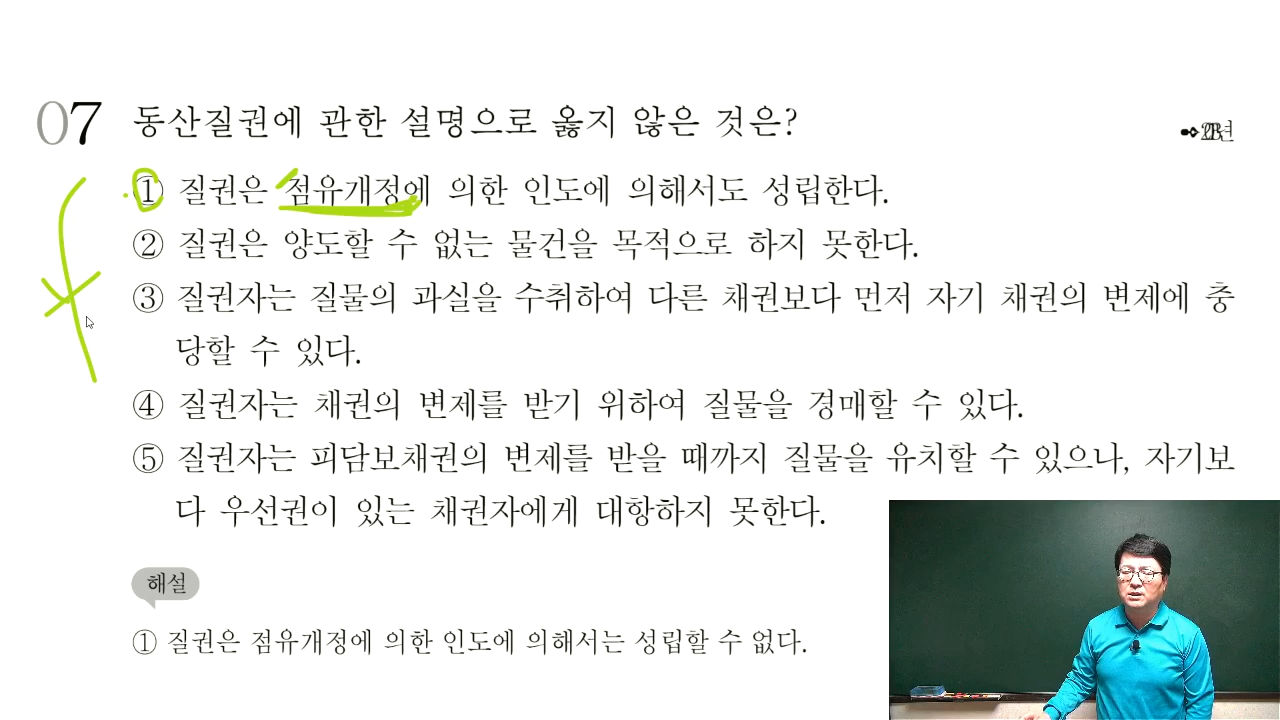 07 동산질권에 관한 설명으로 옳지 않은 것은?
① 질권은 점유개정에 의한 인도에 의해서도 성립한다.
② 질권은 양도할 수 없는 물건을 목적으로 하지 못한다.
③ 질권자는 질물의 과실을 수취하여 다른 채권보다 먼저 자기 채권의 변제에 충
당할 수 있다.
④ 질권자는 채권의 변제를 받기 위하여 질물을 경매할 수 있다.
⑤ 질권자는 피담보채권의 변제를 받을 때까지 질물을 유치할 수 있으나, 자기보
다 우선권이 있는 채권자에게 대항하지 못한다.
해설
① 질권은 점유개정에 의한 인도에 의해서는 성립할 수 없다.